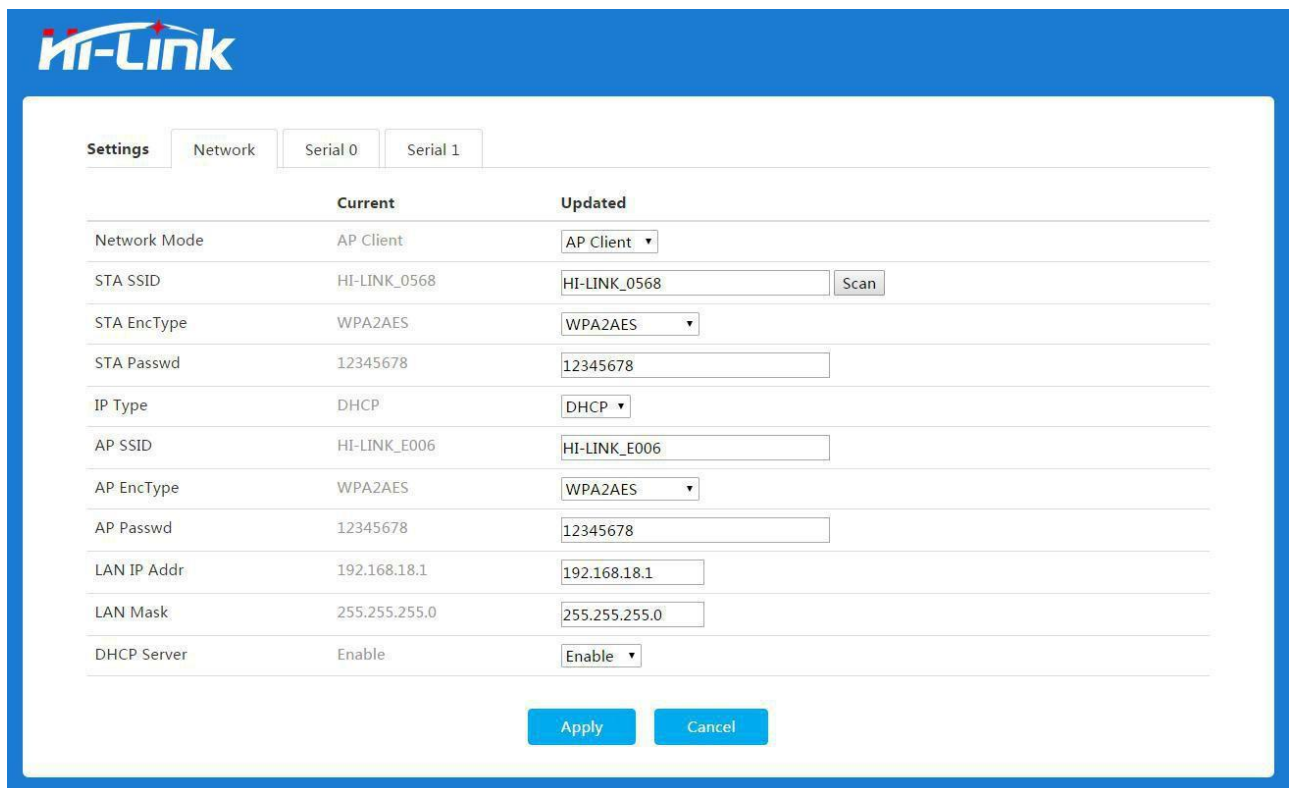 Hi-Link
Settings Network Serial 0 Serial 1
Current Updated
Network Mode AP Client AP Client
STA SSID HI-LINK_0568 HI-LINK_0568 Scan
STA EncType WPA2AES WPA2AES
STA Passwd 12345678 12345678
IP Type DHCP DHCP
AP SSID HI-LINK_E006 HI-LINK_E006
AP EncType WPA2AES WPA2AES
AP Passwd 12345678 12345678
LAN IP Addr 192.168.18.1 192.168.18.1
LAN Mask 255.255.255.0 255.255.255.0
DHCP Server Enable Enable
Apply Cancel